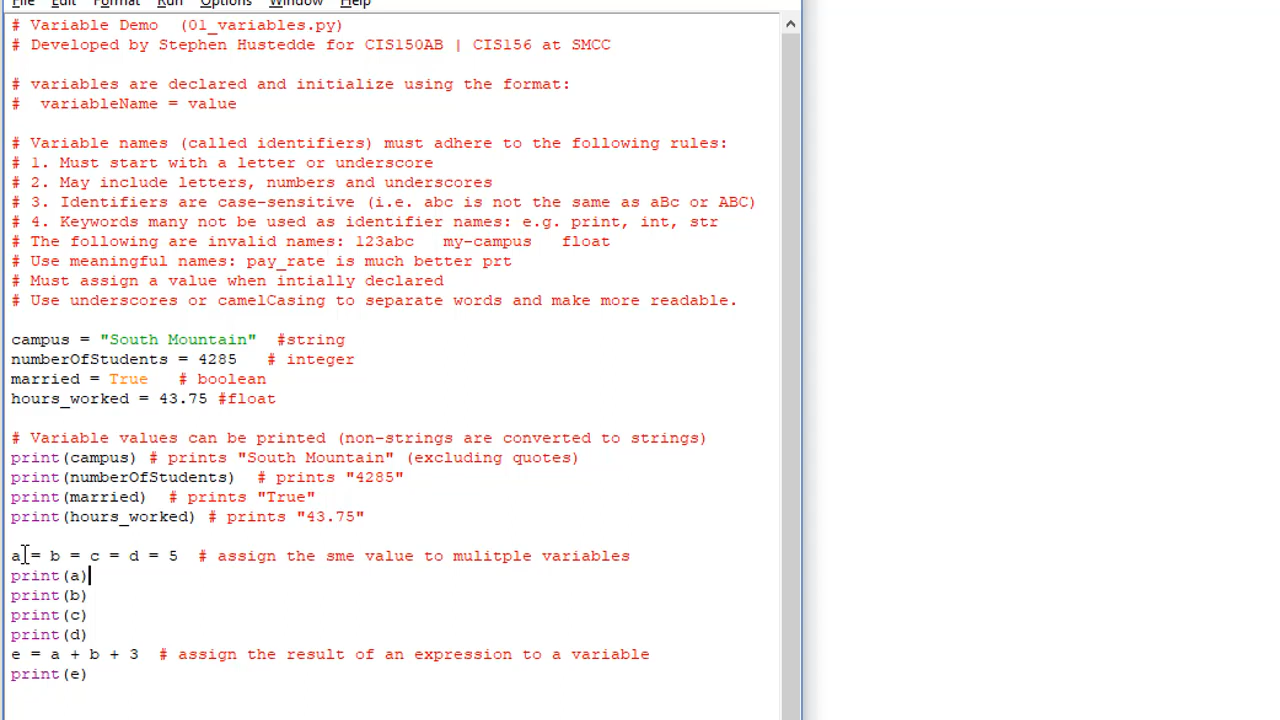 File Edit Format Run Options Window Help
# Variable Demo (01_variables.py)
# Developed by Stephen Hustedde for CIS150AB | CIS156 at SMCC
# variables are declared and initialize using the format:
# variableName = value
# Variable names (called identifiers) must adhere to the following rules:
# 1. Must start with a letter or underscore
# 2. May include letters, numbers and underscores
# 3. Identifiers are case-sensitive (i.e. abc is not the same as aBc or ABC)
# 4. Keywords many not be used as identifier names: e.g. print, int, str
# The following are invalid names: 123abc my-campus float
# Use meaningful names: pay_rate is much better prt
# Must assign a value when intially declared
# Use underscores or camelCasing to separate words and make more readable.
campus = "South Mountain" #string
numberOfStudents = 4285 # integer
married = True # boolean
hours_worked = 43.75 #float
# Variable values can be printed (non-strings are converted to strings)
print(campus) # prints "South Mountain" (excluding quotes)
print(numberOfStudents) # prints "4285"
print(married) # prints "True"
print(hours_worked) # prints "43.75"
a = b = c = d = 5 # assign the sme value to mulitple variables
print(a)
print(b)
print(c)
print(d)
e = a + b + 3 # assign the result of an expression to a variable
print(e)